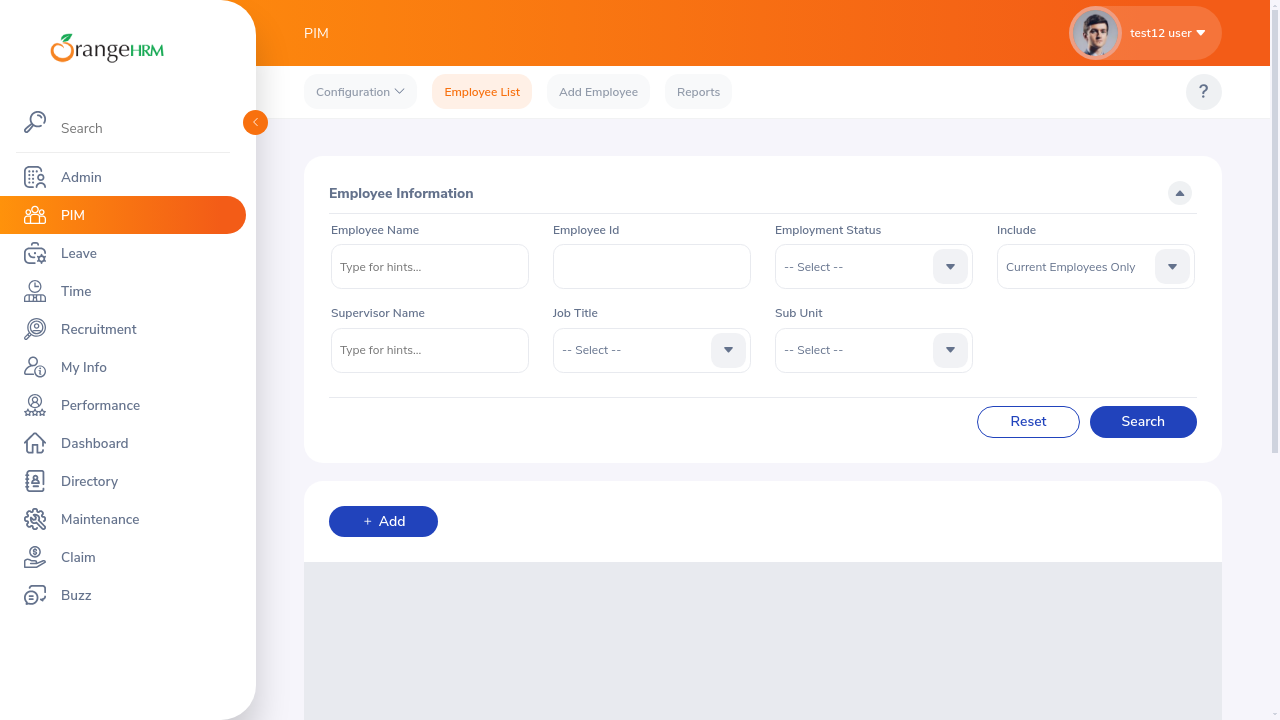 OrangeHRM
PIM
test12 user
Configuration
Employee List
Add Employee
Reports
?
Search
Admin
PIM
Leave
Time
Recruitment
My Info
Performance
Dashboard
Directory
Maintenance
Claim
Buzz
Employee Information
Employee Name
Employee Id
Employment Status
Include
Type for hints...
-- Select --
Current Employees Only
Supervisor Name
Job Title
Sub Unit
Type for hints...
-- Select --
-- Select --
Reset
Search
+ Add